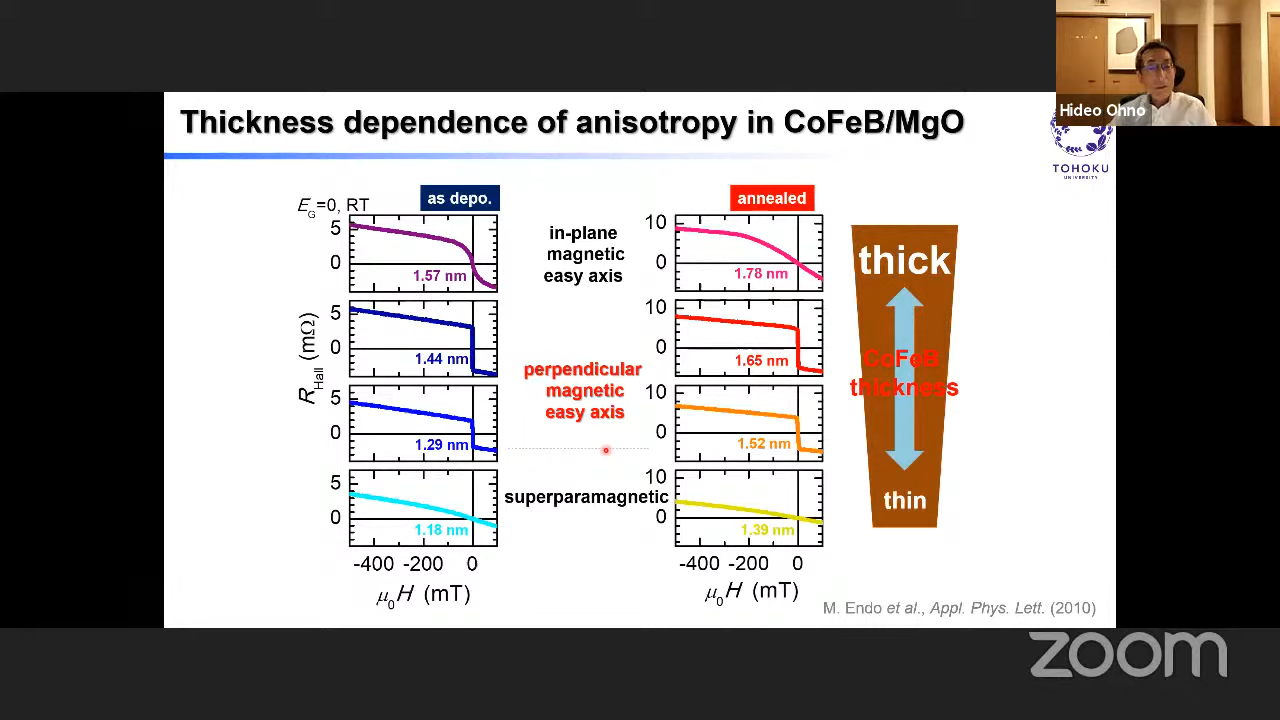 Hideo Ohno
Thickness dependence of anisotropy in CoFeB/MgO
TOHOKU
UNIVERSITY
E_G=0, RT
as depo.
annealed
5
0
1.57 nm
in-plane
magnetic
easy axis
10
0
1.78 nm
5
0
1.44 nm
10
0
1.65 nm
R_Hall (mΩ)
perpendicular
magnetic
easy axis
5
0
1.29 nm
10
0
1.52 nm
5
0
1.18 nm
superparamagnetic
10
0
1.39 nm
-400 -200 0
μ₀H (mT)
-400 -200 0
μ₀H (mT)
thick
CoFeB
thickness
thin
M. Endo et al., Appl. Phys. Lett. (2010)
zoom